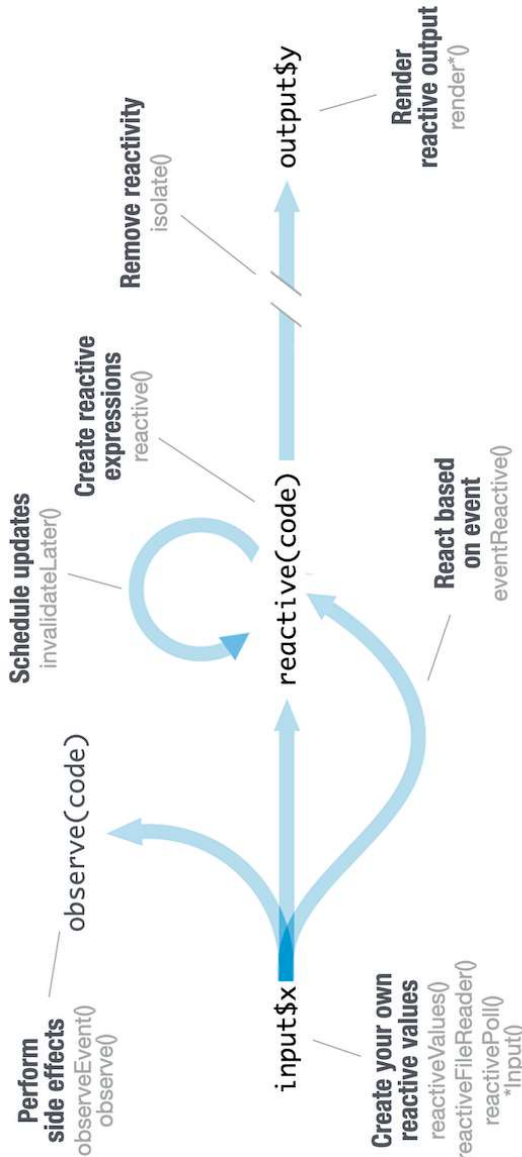 Perform
side effects
observeEvent()
observe()
observe(code)
Schedule updates
invalidateLater()
Create reactive
expressions
reactive()
Remove reactivity
isolate()
input$x
reactive(code)
output$y
Create your own
reactive values
reactiveValues()
reactiveFileReader()
reactivePoll()
*Input()
React based
on event
eventReactive()
Render
reactive output
render*()